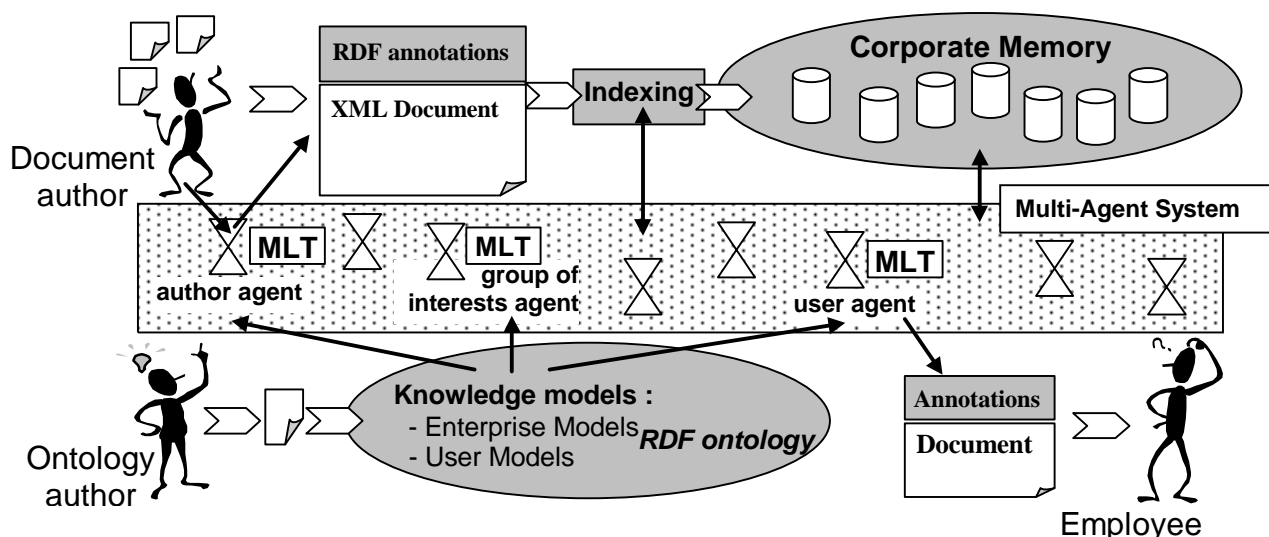 RDF annotations
XML Document
Indexing
Corporate Memory
Document
author
Multi-Agent System
MLT
author agent
MLT
group of
interests agent
MLT
user agent
Ontology
author
Knowledge models :
- Enterprise Models
- User Models
RDF ontology
Annotations
Document
Employee